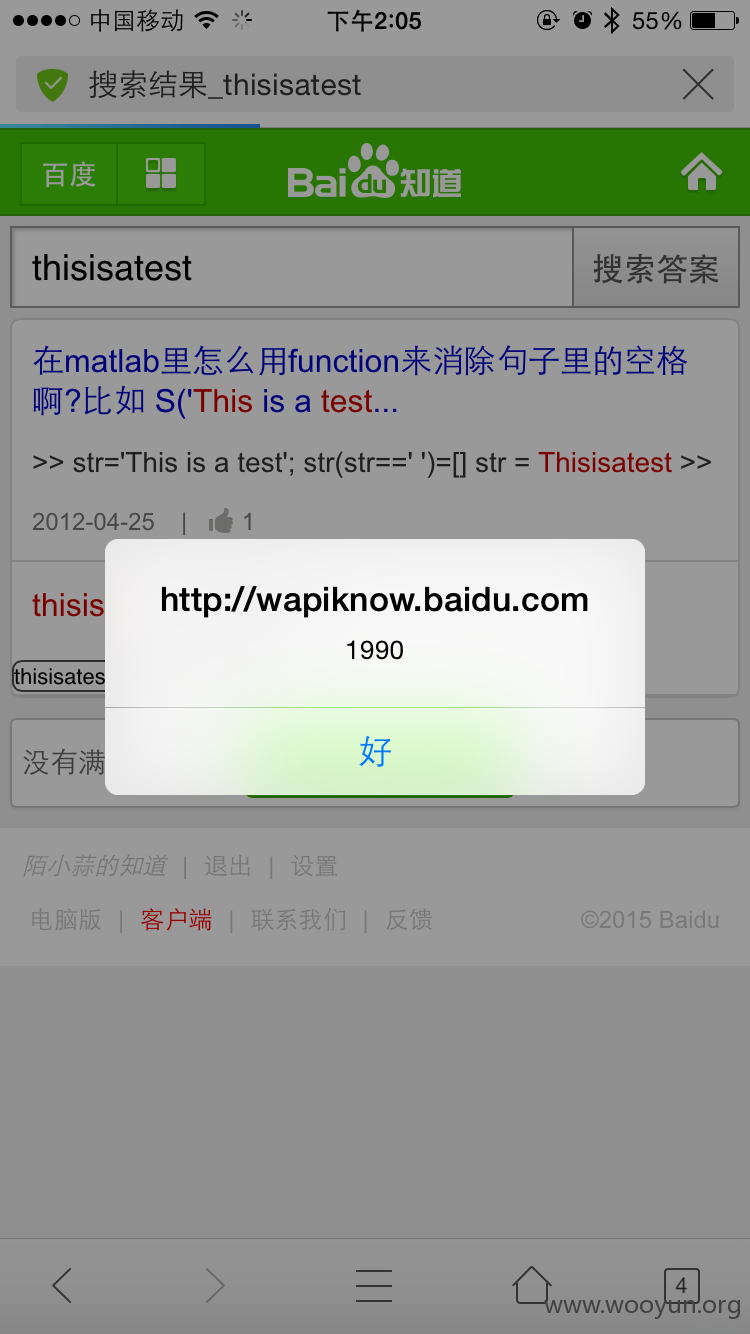 中国移动 下午2:05 55%
搜索结果_thisisatest
百度 Bai du 知道
thisisatest 搜索答案
在matlab里怎么用function来消除句子里的空格
啊?比如 S('This is a test...
>> str='This is a test'; str(str==' ')=[] str = Thisisatest >>
2012-04-25 | 1
http://wapiknow.baidu.com
thisis
1990
thisisates
好
没有满
陌小蒜的知道 | 退出 | 设置
电脑版 | 客户端 | 联系我们 | 反馈 ©2015 Baidu
4
www.wooyun.org